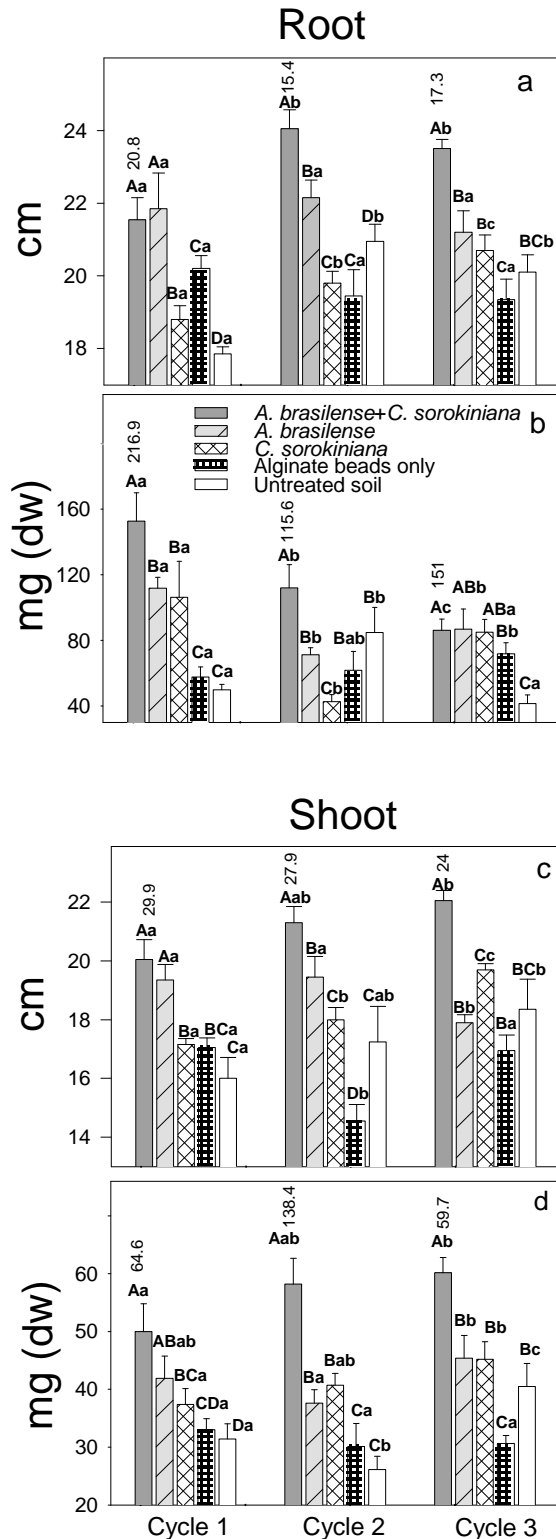 Root
a
cm
24
22
20
18
20.8
Aa
Aa
Ba
Ca
Da
15.4
Ab
Ba
Cb
Ca
Db
17.3
Ab
Ba
Bc
Ca
BCb
b
mg (dw)
160
120
80
40
A. brasilense+C. sorokiniana
A. brasilense
C. sorokiniana
Alginate beads only
Untreated soil
216.9
Aa
Ba
Ba
Ca
Ca
115.6
Ab
Bb
Cb
Bab
Bb
151
Ac
ABb
ABa
Bb
Ca
Shoot
c
cm
22
20
18
16
14
29.9
Aa
Aa
Ba
BCa
Ca
27.9
Aab
Ba
Cb
Db
Cab
24
Ab
Bb
Cc
Ba
BCb
d
mg (dw)
60
50
40
30
20
64.6
Aa
ABab
BCa
CDa
Da
138.4
Aab
Ba
Bab
Ca
Cb
59.7
Ab
Bb
Bb
Ca
Bc
Cycle 1 Cycle 2 Cycle 3